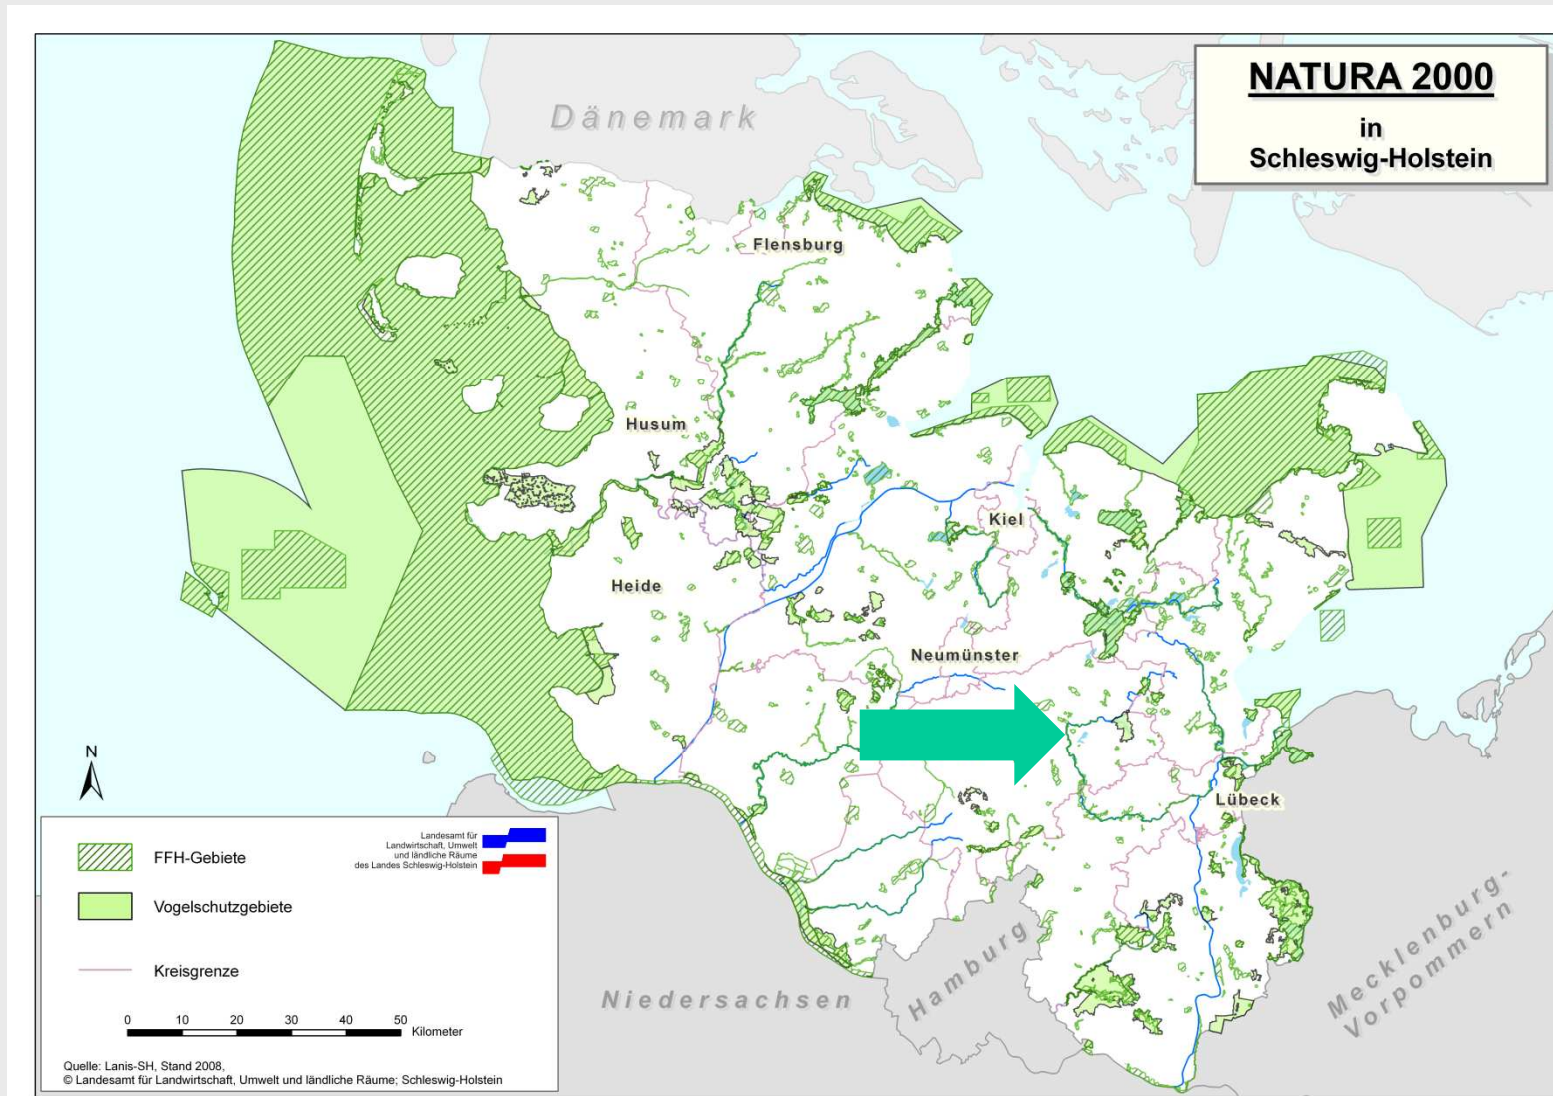 NATURA 2000
in
Schleswig-Holstein
Dänemark
Flensburg
Husum
Kiel
Heide
Neumünster
Lübeck
Niedersachsen
Hamburg
Mecklenburg-
Vorpommern
N
FFH-Gebiete
Vogelschutzgebiete
Kreisgrenze
Landesamt für
Landwirtschaft, Umwelt
und ländliche Räume
des Landes Schleswig-Holstein
0 10 20 30 40 50
Kilometer
Quelle: Lanis-SH, Stand 2008,
© Landesamt für Landwirtschaft, Umwelt und ländliche Räume; Schleswig-Holstein